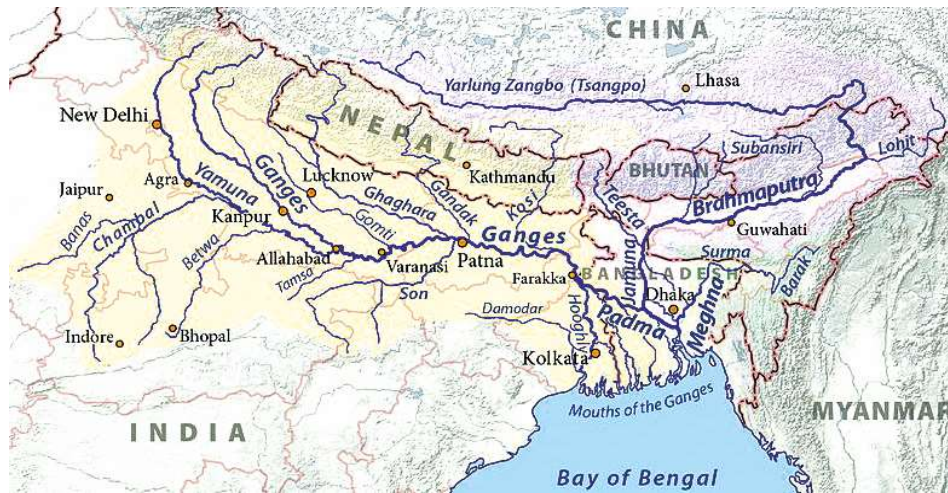 CHINA
Yarlung Zangbo (Tsangpo)
Lhasa
New Delhi
NEPAL
Subansiri
Lohit
BHUTAN
Lucknow
Kathmandu
Agra
Yamuna
Ganges
Jaipur
Ghaghara
Gandak
Kosi
Teesta
Brahmaputra
Banas
Chambal
Kanpur
Gomti
Guwahati
Betwa
Allahabad
Varanasi
Patna
Ganges
Jamuna
Surma
Barak
Tamsa
Son
Farakka
BANGLADESH
Dhaka
Meghna
Damodar
Hooghly
Padma
Indore
Bhopal
Kolkata
Mouths of the Ganges
MYANMAR
INDIA
Bay of Bengal